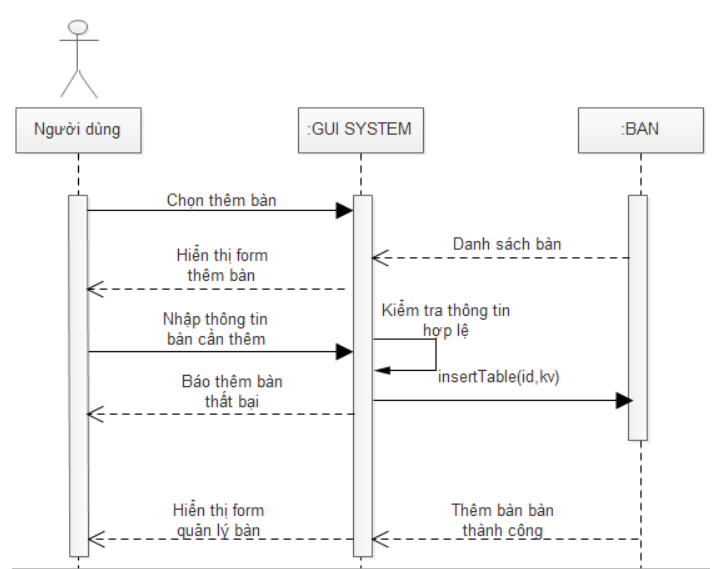 Người dùng
:GUI SYSTEM
:BAN
Chọn thêm bàn
Danh sách bàn
Hiển thị form
thêm bàn
Kiểm tra thông tin
hợp lệ
Nhập thông tin
bàn cần thêm
insertTable(id,kv)
Báo thêm bàn
thất bại
Hiển thị form
quản lý bàn
Thêm bàn bàn
thành công